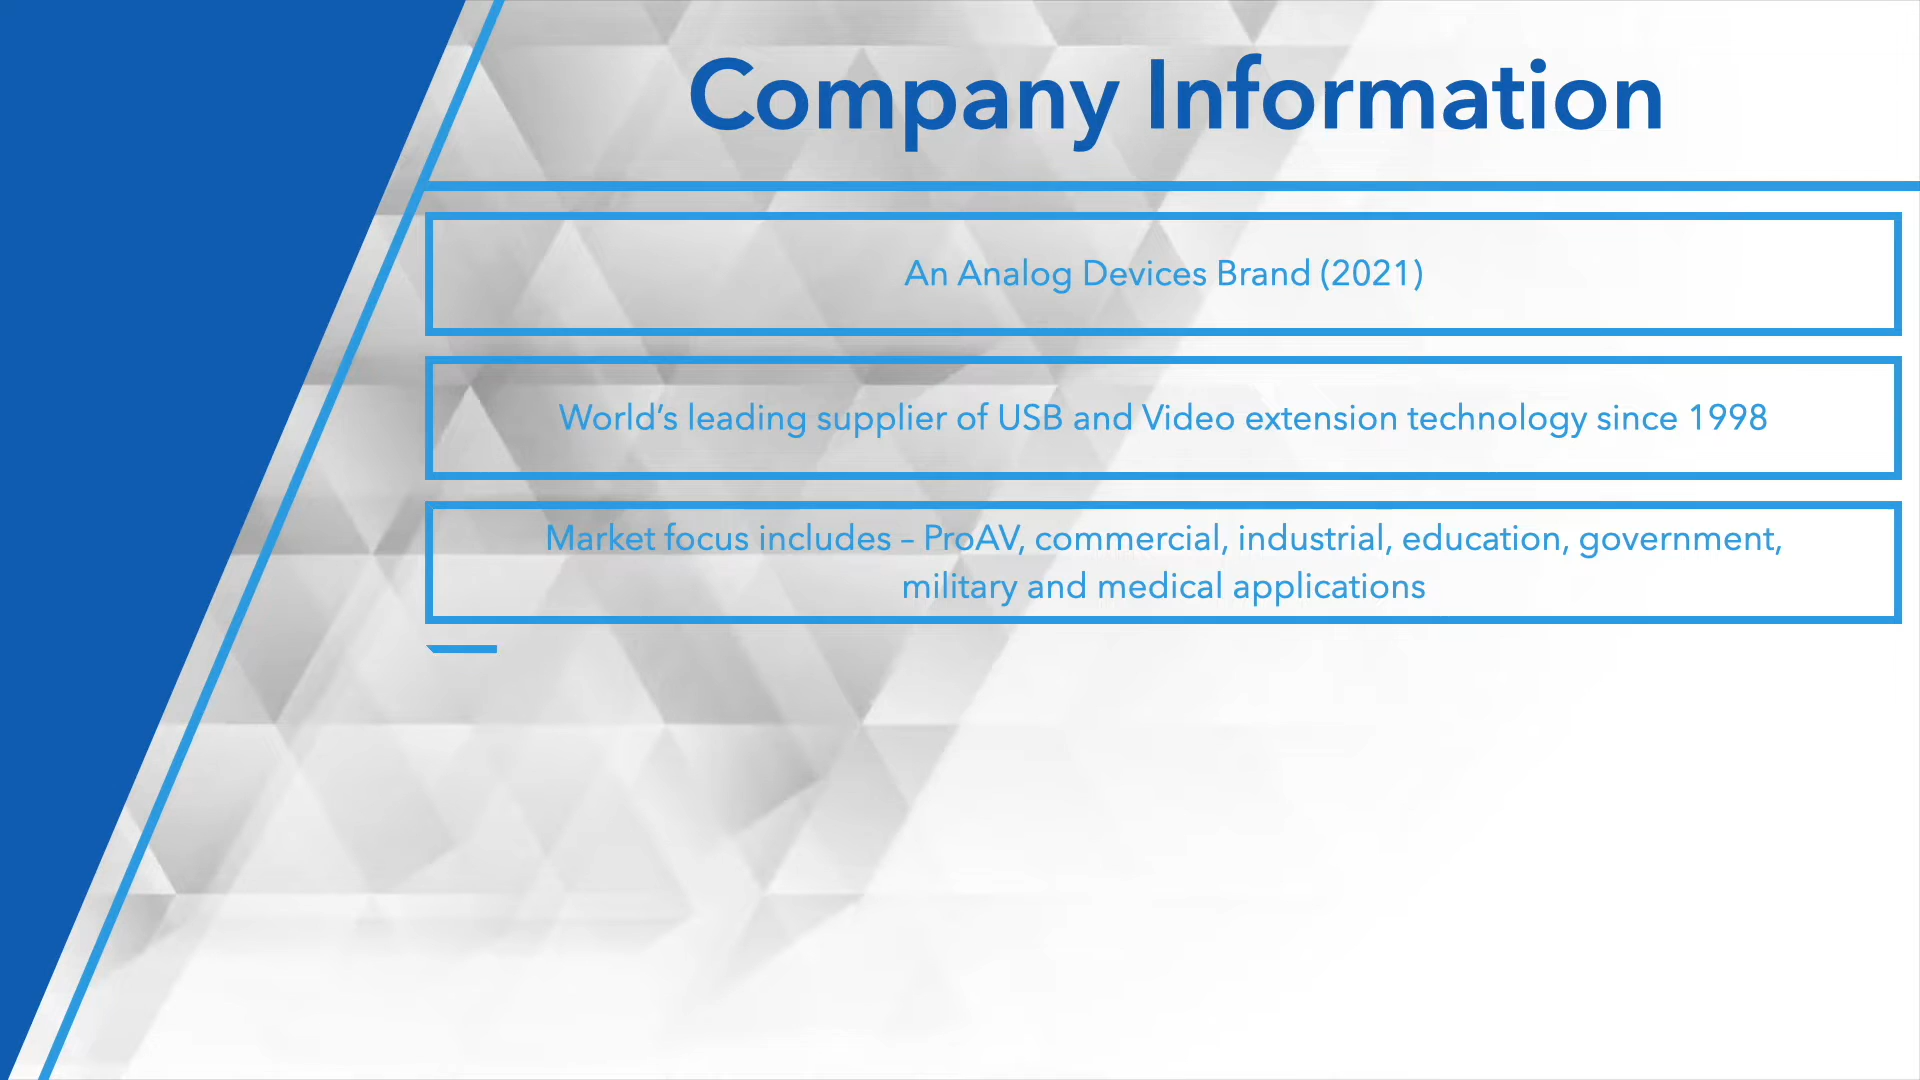 Company Information
An Analog Devices Brand (2021)
World’s leading supplier of USB and Video extension technology since 1998
Market focus includes – ProAV, commercial, industrial, education, government,
military and medical applications